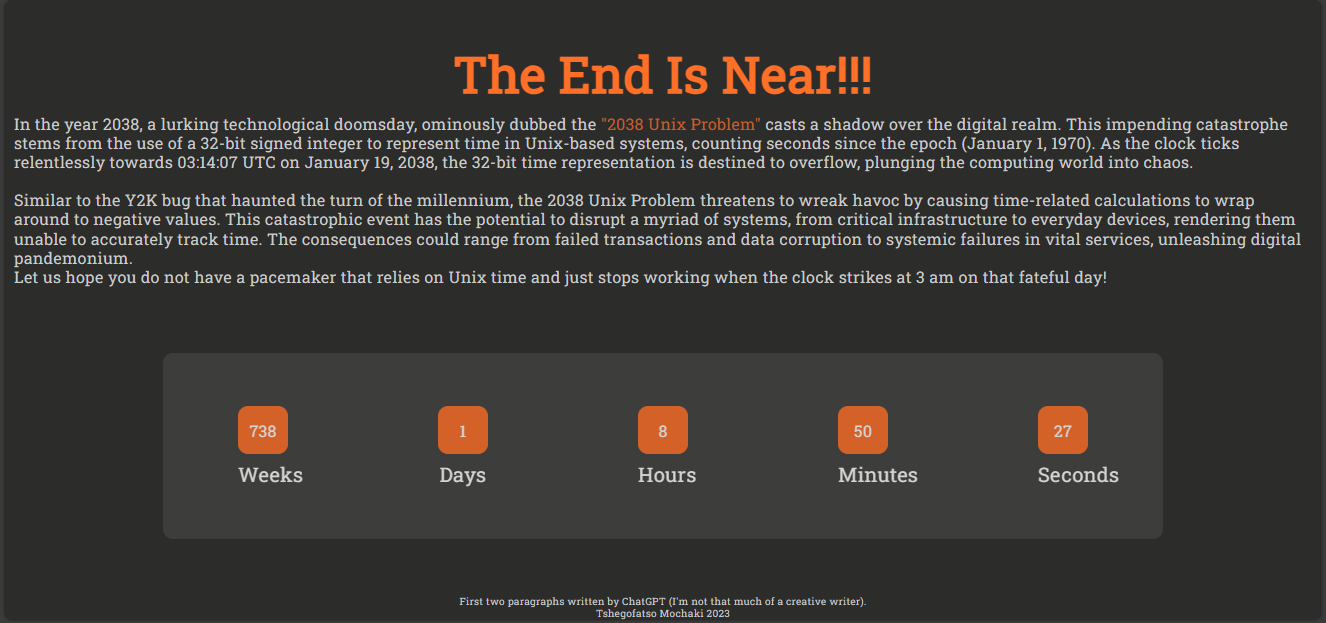 The End Is Near!!!
In the year 2038, a lurking technological doomsday, ominously dubbed the "2038 Unix Problem" casts a shadow over the digital realm. This impending catastrophe
stems from the use of a 32-bit signed integer to represent time in Unix-based systems, counting seconds since the epoch (January 1, 1970). As the clock ticks
relentlessly towards 03:14:07 UTC on January 19, 2038, the 32-bit time representation is destined to overflow, plunging the computing world into chaos.
Similar to the Y2K bug that haunted the turn of the millennium, the 2038 Unix Problem threatens to wreak havoc by causing time-related calculations to wrap
around to negative values. This catastrophic event has the potential to disrupt a myriad of systems, from critical infrastructure to everyday devices, rendering them
unable to accurately track time. The consequences could range from failed transactions and data corruption to systemic failures in vital services, unleashing digital
pandemonium.
Let us hope you do not have a pacemaker that relies on Unix time and just stops working when the clock strikes at 3 am on that fateful day!
738 1 8 50 27
Weeks Days Hours Minutes Seconds
First two paragraphs written by ChatGPT (I'm not that much of a creative writer).
Tshegofatso Mochaki 2023